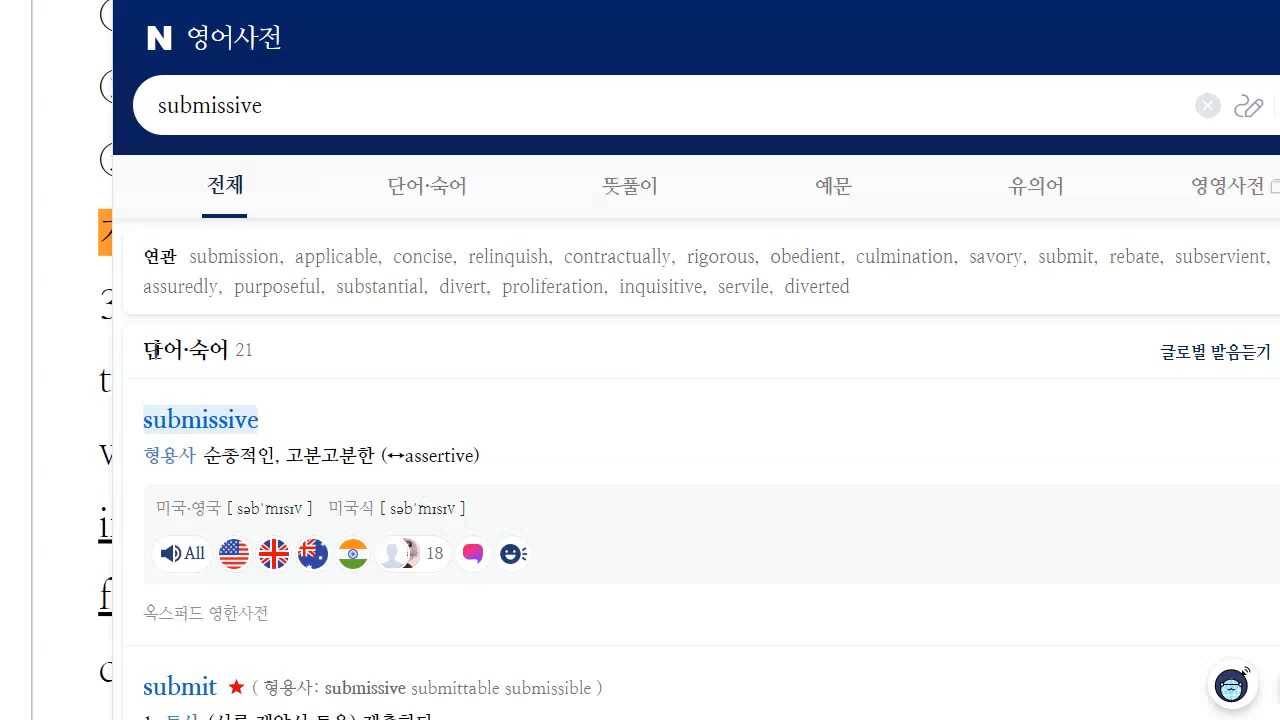 N 영어사전
submissive
전체 단어·숙어 뜻풀이 예문 유의어 영영사전
연관 submission, applicable, concise, relinquish, contractually, rigorous, obedient, culmination, savory, submit, rebate, subservient,
assuredly, purposeful, substantial, divert, proliferation, inquisitive, servile, diverted
단어·숙어 21
글로벌 발음듣기
submissive
형용사 순종적인, 고분고분한 (↔assertive)
미국·영국 [ səbˈmɪsɪv ] 미국식 [ səbˈmɪsɪv ]
All 18
옥스퍼드 영한사전
submit ★ ( 형용사: submissive submittable submissible )